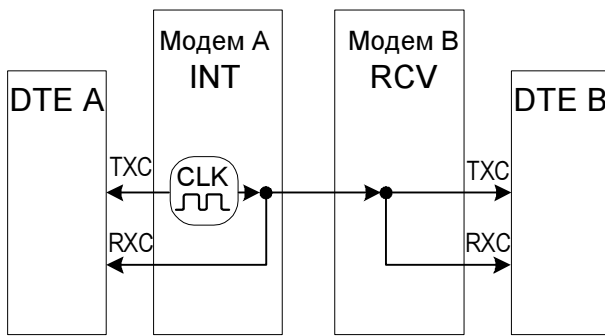 Модем A
INT
Модем B
RCV
DTE A
DTE B
TXC
CLK
TXC
RXC
RXC